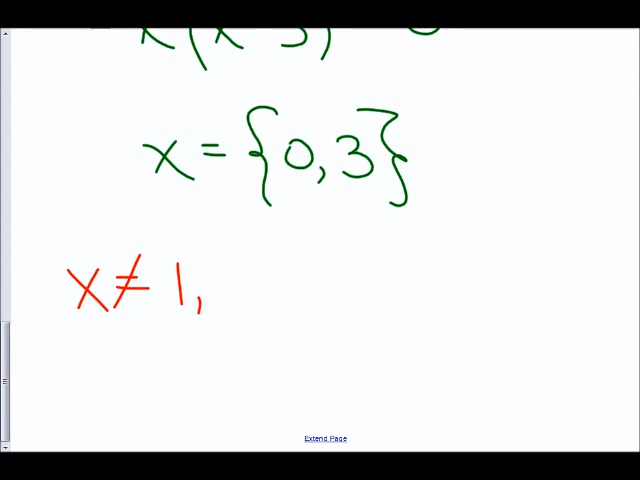 x = {0, 3}
x ≠ 1,
Extend Page